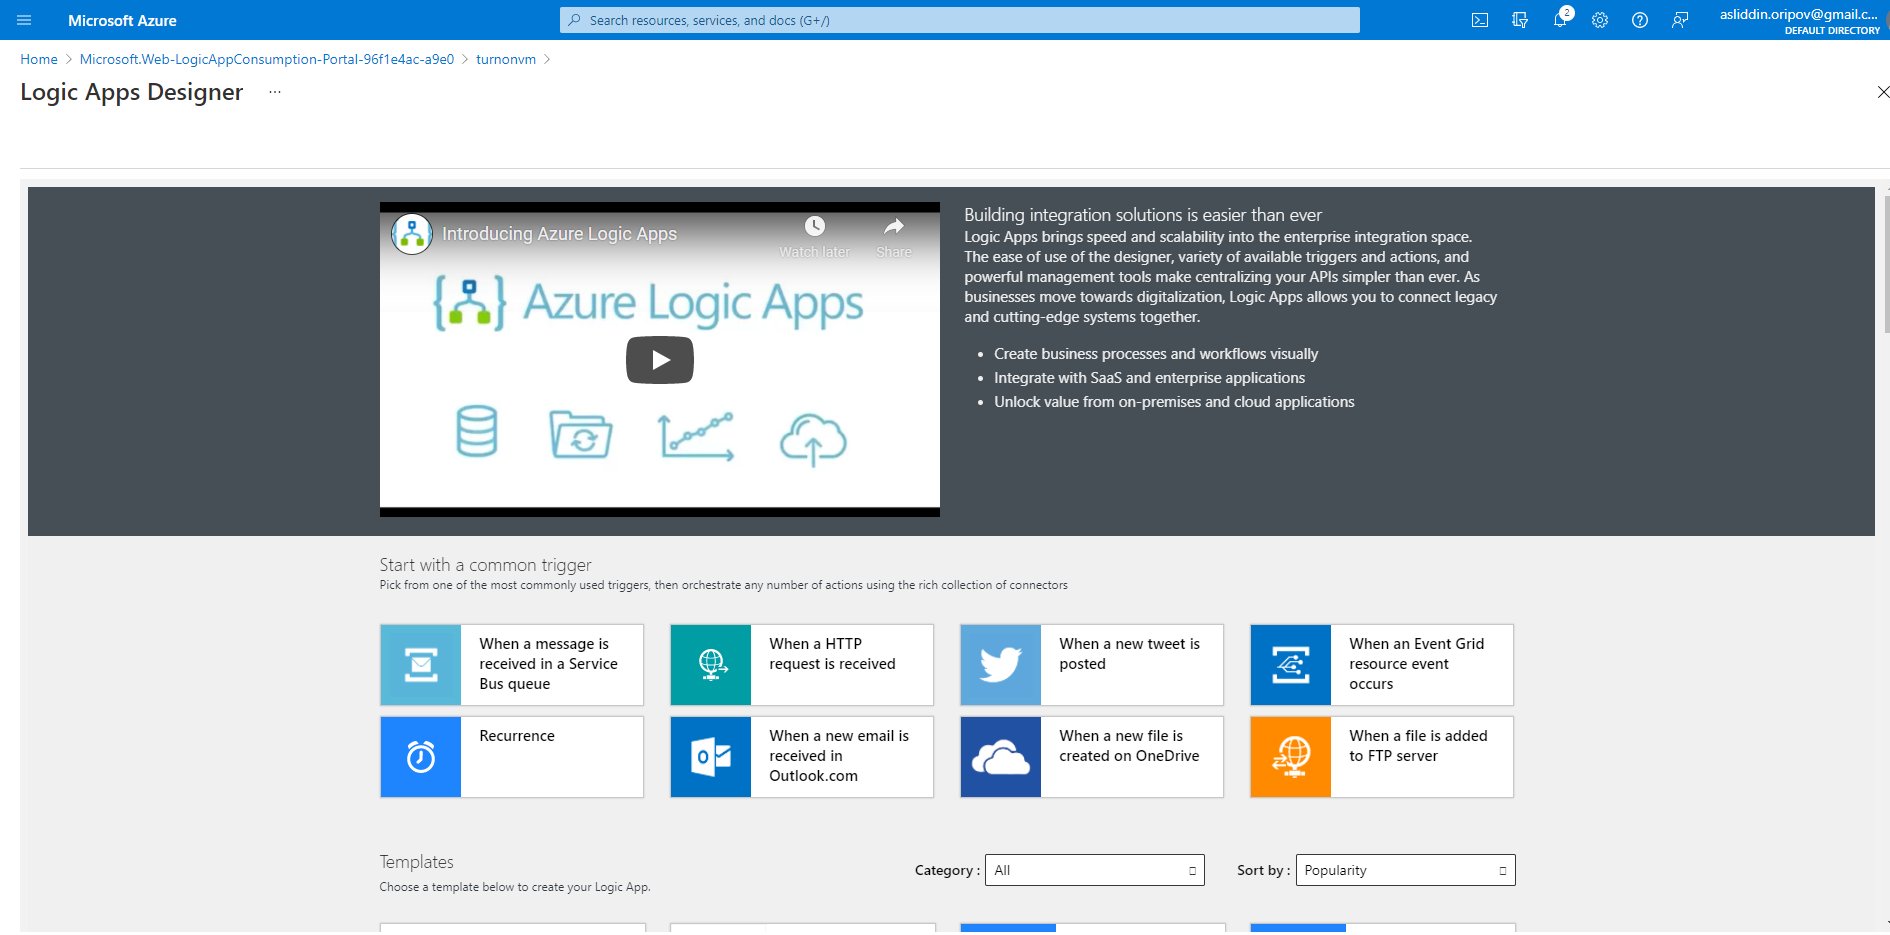 Microsoft Azure
Search resources, services, and docs (G+/)
2
asliddin.oripov@gmail.c...
DEFAULT DIRECTORY
Home > Microsoft.Web-LogicAppConsumption-Portal-96f1e4ac-a9e0 > turnonvm >
Logic Apps Designer ...
Introducing Azure Logic Apps
Watch later
Share
Azure Logic Apps
Building integration solutions is easier than ever
Logic Apps brings speed and scalability into the enterprise integration space.
The ease of use of the designer, variety of available triggers and actions, and
powerful management tools make centralizing your APIs simpler than ever. As
businesses move towards digitalization, Logic Apps allows you to connect legacy
and cutting-edge systems together.
• Create business processes and workflows visually
• Integrate with SaaS and enterprise applications
• Unlock value from on-premises and cloud applications
Start with a common trigger
Pick from one of the most commonly used triggers, then orchestrate any number of actions using the rich collection of connectors
When a message is
received in a Service
Bus queue
When a HTTP
request is received
When a new tweet is
posted
When an Event Grid
resource event
occurs
Recurrence
When a new email is
received in
Outlook.com
When a new file is
created on OneDrive
When a file is added
to FTP server
Templates
Choose a template below to create your Logic App.
Category : All
Sort by : Popularity